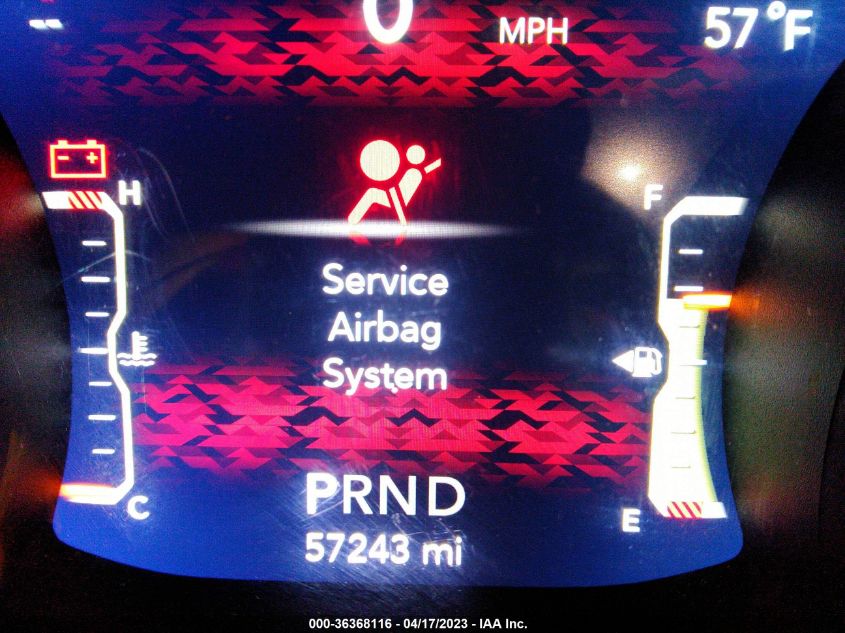 0 MPH 57°F
H F
Service
Airbag
System
C E
PRND
57243 mi
000-36368116 - 04/17/2023 - IAA Inc.